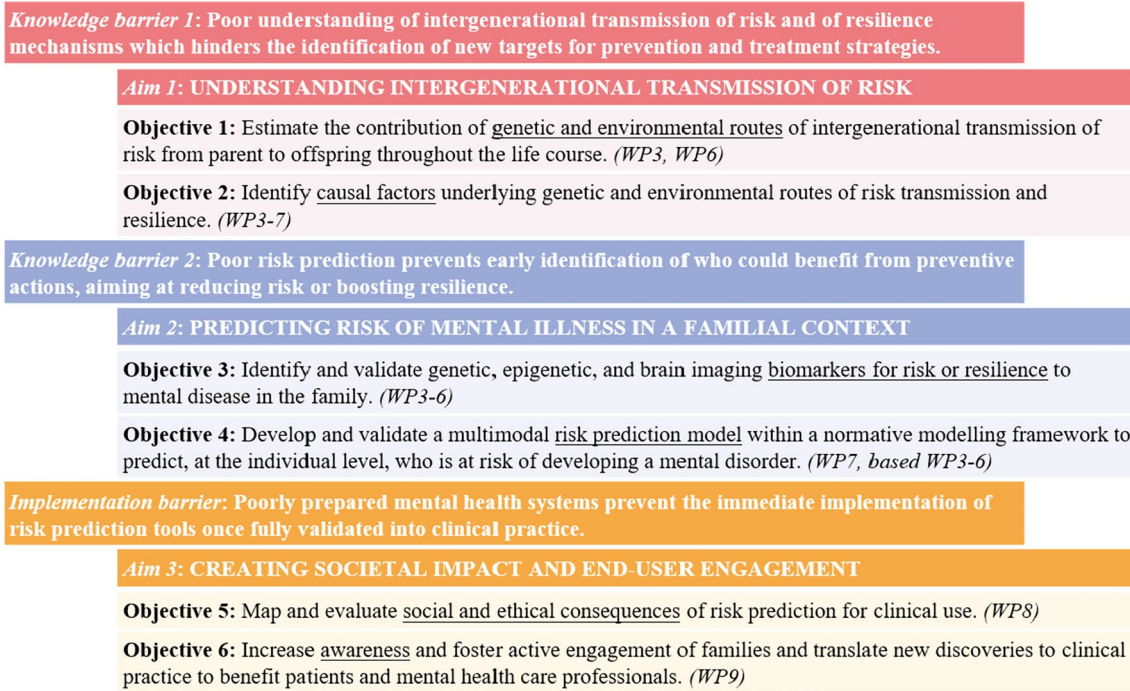 Knowledge barrier 1: Poor understanding of intergenerational transmission of risk and of resilience
mechanisms which hinders the identification of new targets for prevention and treatment strategies.
Aim 1: UNDERSTANDING INTERGENERATIONAL TRANSMISSION OF RISK
Objective 1: Estimate the contribution of genetic and environmental routes of intergenerational transmission of
risk from parent to offspring throughout the life course. (WP3, WP6)
Objective 2: Identify causal factors underlying genetic and environmental routes of risk transmission and
resilience. (WP3-7)
Knowledge barrier 2: Poor risk prediction prevents early identification of who could benefit from preventive
actions, aiming at reducing risk or boosting resilience.
Aim 2: PREDICTING RISK OF MENTAL ILLNESS IN A FAMILIAL CONTEXT
Objective 3: Identify and validate genetic, epigenetic, and brain imaging biomarkers for risk or resilience to
mental disease in the family. (WP3-6)
Objective 4: Develop and validate a multimodal risk prediction model within a normative modelling framework to
predict, at the individual level, who is at risk of developing a mental disorder. (WP7, based WP3-6)
Implementation barrier: Poorly prepared mental health systems prevent the immediate implementation of
risk prediction tools once fully validated into clinical practice.
Aim 3: CREATING SOCIETAL IMPACT AND END-USER ENGAGEMENT
Objective 5: Map and evaluate social and ethical consequences of risk prediction for clinical use. (WP8)
Objective 6: Increase awareness and foster active engagement of families and translate new discoveries to clinical
practice to benefit patients and mental health care professionals. (WP9)